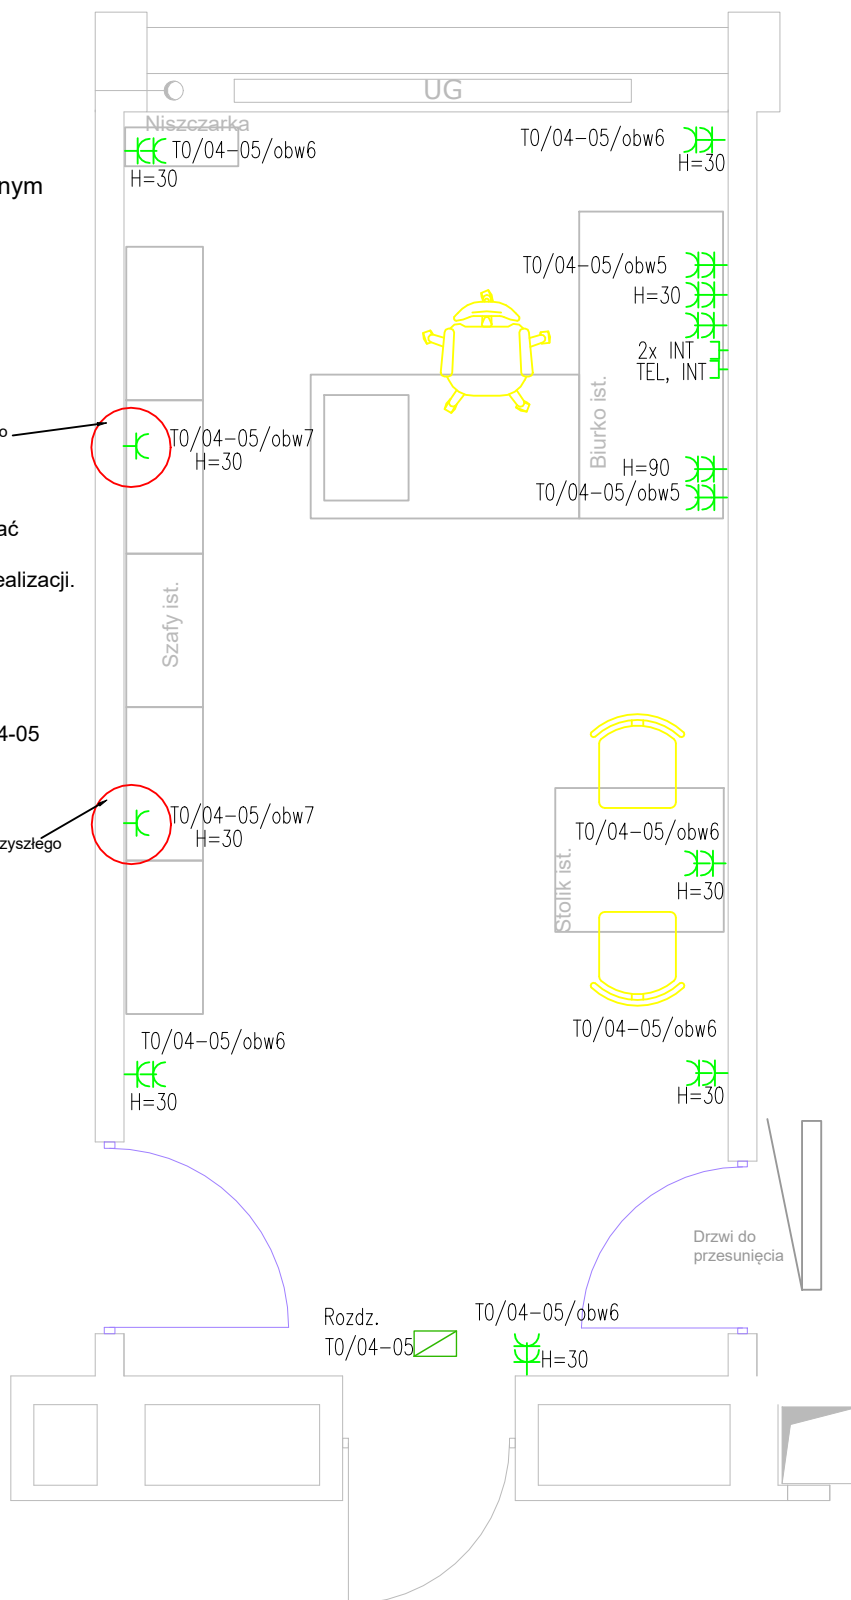 UG
Niszczarka
T0/04-05/obw6
H=30
T0/04-05/obw6
H=30
nym
T0/04-05/obw5
H=30
2x INT
TEL, INT
Biurko ist.
o
T0/04-05/obw7
H=30
H=90
T0/04-05/obw5
ać
ealizacji.
Szafy ist.
4-05
T0/04-05/obw7
H=30
zyszłego
T0/04-05/obw6
H=30
Stolik ist.
T0/04-05/obw6
H=30
T0/04-05/obw6
H=30
Drzwi do
przesunięcia
Rozdz.
T0/04-05
T0/04-05/obw6
H=30